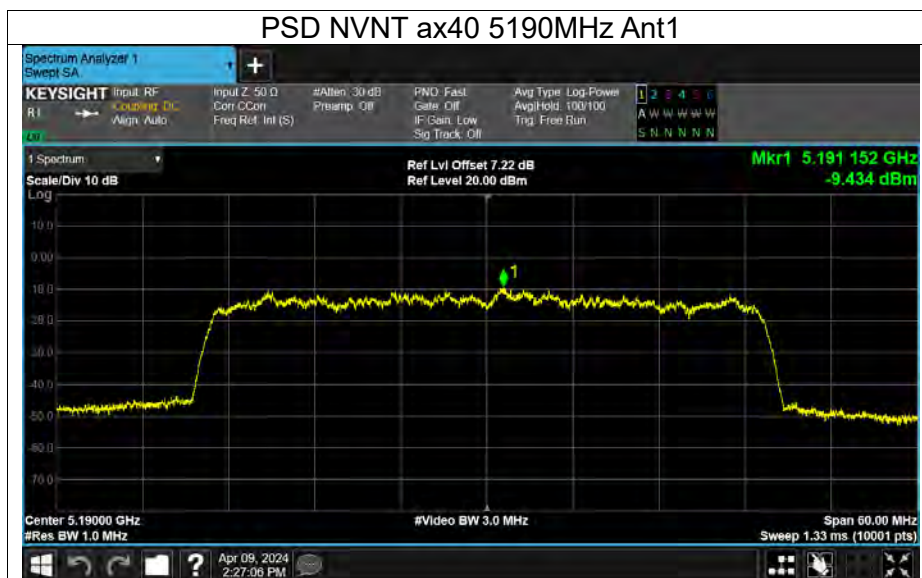 PSD NVNT ax40 5190MHz Ant1
Spectrum Analyzer 1
Swept SA
+
KEYSIGHT Input: RF Input Z: 50 Ω #Atten: 30 dB PNO: Fast Avg Type: Log-Power 1 2 3 4 5 6
R L Coupling: DC Corr CCorr Preamp: Off Gate: Off Avg|Hold: 100/100 A W W W W W
Align: Auto Freq Ref: Int (S) IF Gain: Low Trig: Free Run
Sig Track: Off S N N N N N
1 Spectrum Ref Lvl Offset 7.22 dB Mkr1 5.191 152 GHz
Scale/Div 10 dB Ref Level 20.00 dBm -9.434 dBm
Log
10.0
0.00
1
-10.0
-20.0
-30.0
-40.0
-50.0
-60.0
-70.0
Center 5.19000 GHz #Video BW 3.0 MHz Span 60.00 MHz
#Res BW 1.0 MHz Sweep 1.33 ms (10001 pts)
? Apr 09, 2024
2:27:06 PM